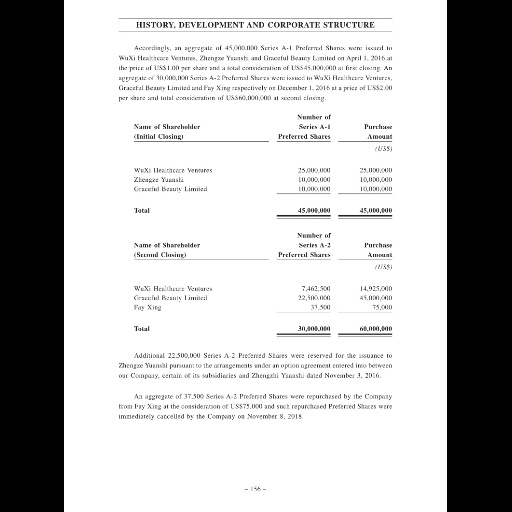 HISTORY, DEVELOPMENT AND CORPORATE STRUCTURE
Accordingly, an aggregate of 45,000,000 Series A-1 Preferred Shares were issued to
WuXi Healthcare Ventures, Zhengze Yuanshi and Graceful Beauty Limited on April 1, 2016 at
the price of US$1.00 per share and a total consideration of US$45,000,000 at first closing. An
aggregate of 30,000,000 Series A-2 Preferred Shares were issued to WuXi Healthcare Ventures,
Graceful Beauty Limited and Fay Xing respectively on December 1, 2016 at a price of US$2.00
per share and total consideration of US$60,000,000 at second closing.
Number of
Name of Shareholder Series A-1 Purchase
(Initial Closing) Preferred Shares Amount
(US$)
WuXi Healthcare Ventures 25,000,000 25,000,000
Zhengze Yuanshi 10,000,000 10,000,000
Graceful Beauty Limited 10,000,000 10,000,000
Total 45,000,000 45,000,000
Number of
Name of Shareholder Series A-2 Purchase
(Second Closing) Preferred Shares Amount
(US$)
WuXi Healthcare Ventures 7,462,500 14,925,000
Graceful Beauty Limited 22,500,000 45,000,000
Fay Xing 37,500 75,000
Total 30,000,000 60,000,000
Additional 22,500,000 Series A-2 Preferred Shares were reserved for the issuance to
Zhengze Yuanshi pursuant to the arrangements under an option agreement entered into between
our Company, certain of its subsidiaries and Zhengzhi Yuanshi dated November 3, 2016.
An aggregate of 37,500 Series A-2 Preferred Shares were repurchased by the Company
from Fay Xing at the consideration of US$75,000 and such repurchased Preferred Shares were
immediately cancelled by the Company on November 8, 2018.
– 156 –